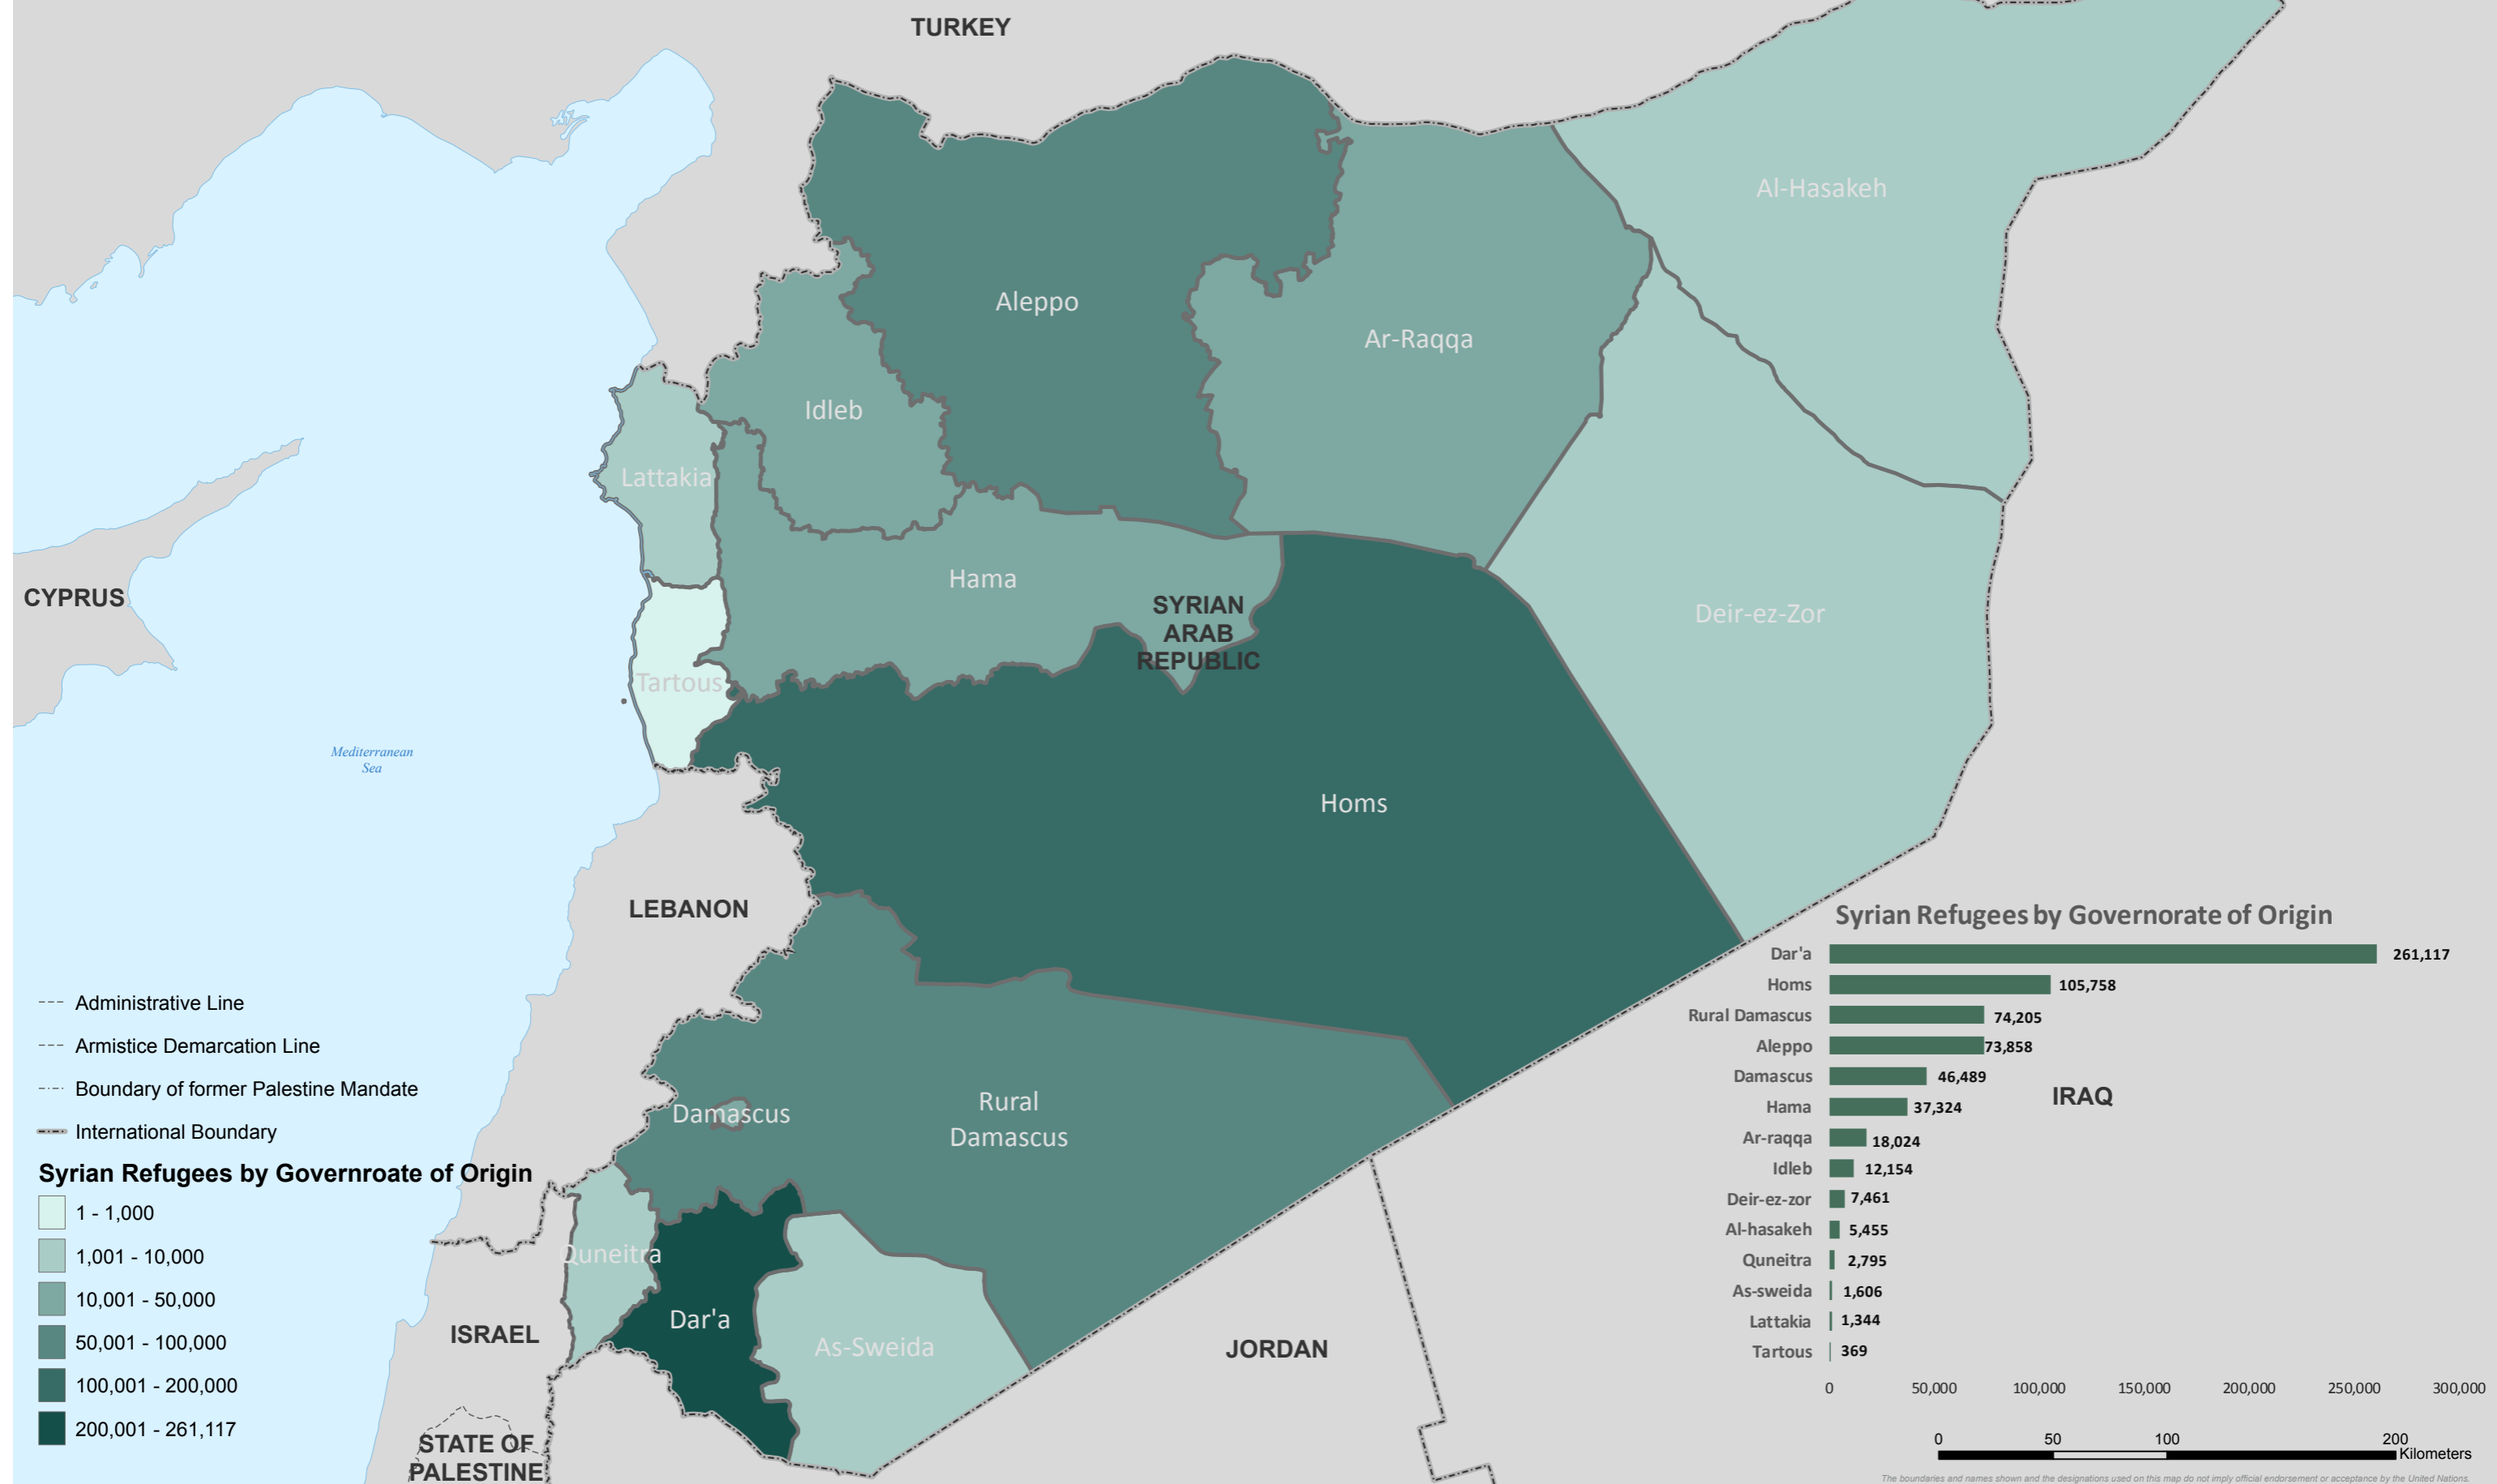 TURKEY
Al-Hasakeh
Aleppo
Ar-Raqqa
Idleb
Lattakia
Hama
CYPRUS
SYRIAN
ARAB
REPUBLIC
Deir-ez-Zor
Tartous
Mediterranean
Sea
Homs
LEBANON
Damascus
Rural
Damascus
Quneitra
Dar'a
As-Sweida
ISRAEL
JORDAN
IRAQ
STATE OF
PALESTINE
Administrative Line
Armistice Demarcation Line
Boundary of former Palestine Mandate
International Boundary
Syrian Refugees by Governroate of Origin
1 - 1,000
1,001 - 10,000
10,001 - 50,000
50,001 - 100,000
100,001 - 200,000
200,001 - 261,117
Syrian Refugees by Governorate of Origin
Dar'a 261,117
Homs 105,758
Rural Damascus 74,205
Aleppo 73,858
Damascus 46,489
Hama 37,324
Ar-raqqa 18,024
Idleb 12,154
Deir-ez-zor 7,461
Al-hasakeh 5,455
Quneitra 2,795
As-sweida 1,606
Lattakia 1,344
Tartous 369
0 50,000 100,000 150,000 200,000 250,000 300,000
0 50 100 200
Kilometers
The boundaries and names shown and the designations used on this map do not imply official endorsement or acceptance by the United Nations.